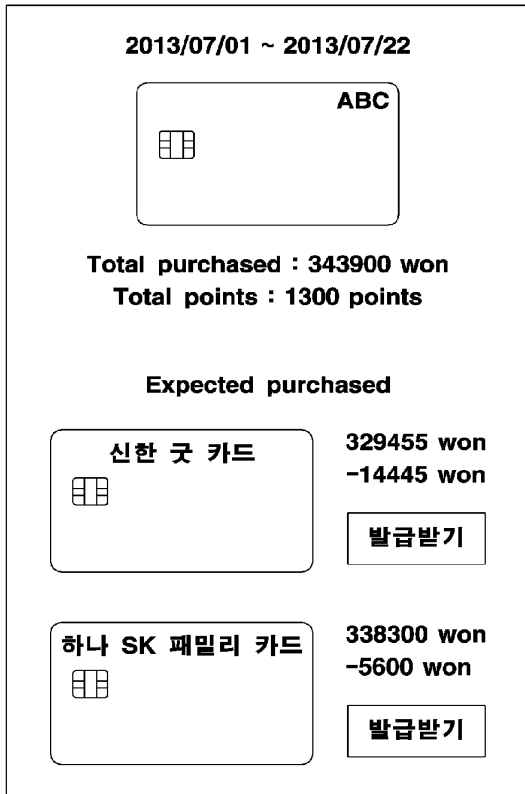 2013/07/01 ~ 2013/07/22
ABC
Total purchased : 343900 won
Total points : 1300 points
Expected purchased
신한 굿 카드
329455 won
-14445 won
발급받기
하나 SK 패밀리 카드
338300 won
-5600 won
발급받기